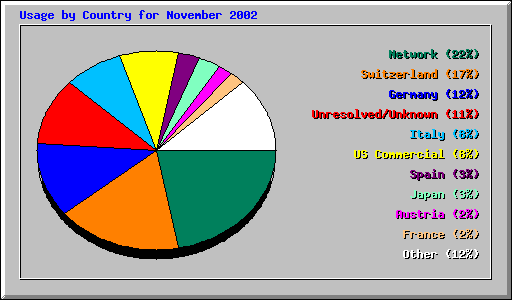 Usage by Country for November 2002
Network (22%)
Switzerland (17%)
Germany (12%)
Unresolved/Unknown (11%)
Italy (8%)
US Commercial (8%)
Spain (3%)
Japan (3%)
Austria (2%)
France (2%)
Other (12%)